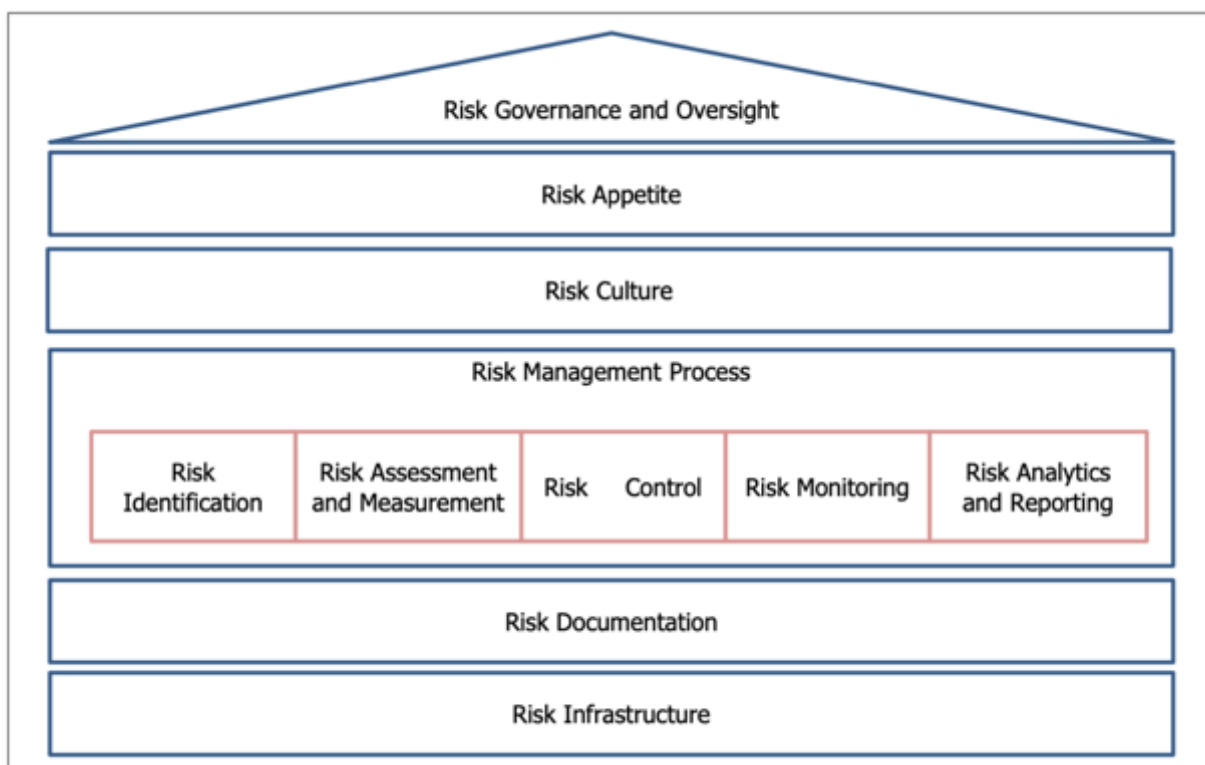 Risk Governance and Oversight
Risk Appetite
Risk Culture
Risk Management Process
Risk
Identification
Risk Assessment
and Measurement
Risk Control
Risk Monitoring
Risk Analytics
and Reporting
Risk Documentation
Risk Infrastructure